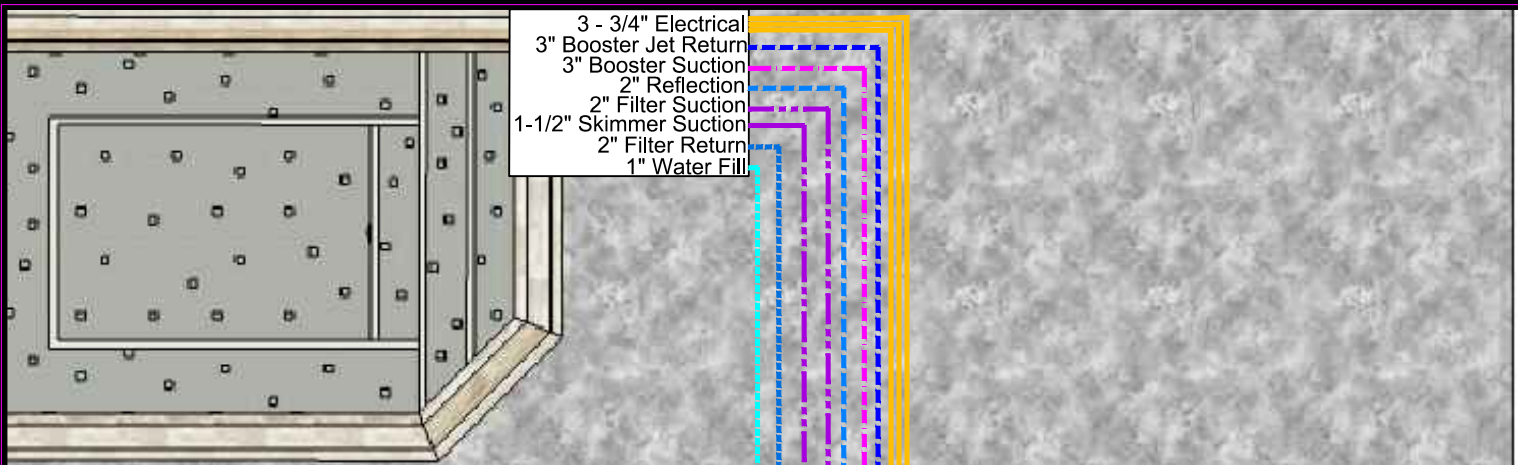 3 - 3/4" Electrical
3" Booster Jet Return
3" Booster Suction
2" Reflection
2" Filter Suction
1-1/2" Skimmer Suction
2" Filter Return
1" Water Fill